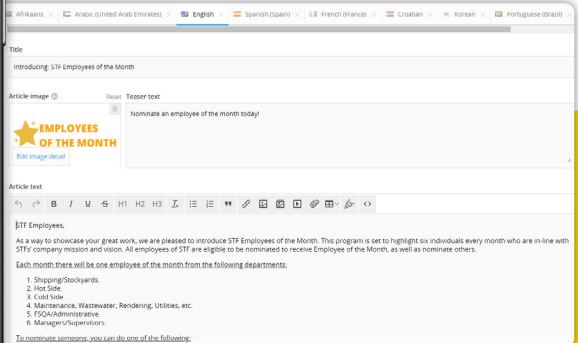 Afrikaans × Arabic (United Arab Emirates) × English × Spanish (Spain) × French (France) × Croatian × Korean × Portuguese (Brazil) ×
Title
Introducing: STF Employees of the Month
Article image Reset Teaser text
Nominate an employee of the month today!
EMPLOYEES
OF THE MONTH
Edit image detail
Article text
B I U S H1 H2 H3
STF Employees,
As a way to showcase your great work, we are pleased to introduce STF Employees of the Month. This program is set to highlight six individuals every month who are in-line with
STFs' company mission and vision. All employees of STF are eligible to be nominated to receive Employee of the Month, as well as nominate others.
Each month there will be one employee of the month from the following departments:
1. Shipping/Stockyards.
2. Hot Side.
3. Cold Side.
4. Maintenance, Wastewater, Rendering, Utilities, etc.
5. FSQA/Administrative.
6. Managers/Supervisors.
To nominate someone, you can do one of the following: